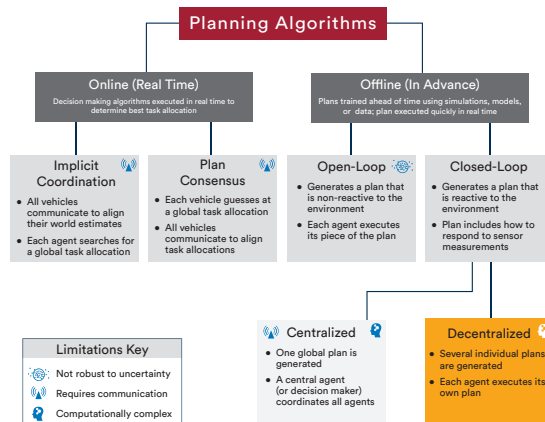 Planning Algorithms
Online (Real Time)
Decision making algorithms executed in real time to
determine best task allocation
Offline (In Advance)
Plans trained ahead of time using simulations, models,
or data; plan executed quickly in real time
Implicit
Coordination
• All vehicles
communicate to align
their world estimates
• Each agent searches for
a global task allocation
Plan
Consensus
• Each vehicle guesses at
a global task allocation
• All vehicles
communicate to align
task allocations
Open-Loop
• Generates a plan that
is non-reactive to the
environment
• Each agent executes
its piece of the plan
Closed-Loop
• Generates a plan that
is reactive to the
environment
• Plan includes how to
respond to sensor
measurements
Centralized
• One global plan is
generated
• A central agent
(or decision maker)
coordinates all agents
Decentralized
• Several individual plans
are generated
• Each agent executes its
own plan
Limitations Key
Not robust to uncertainty
Requires communication
Computationally complex